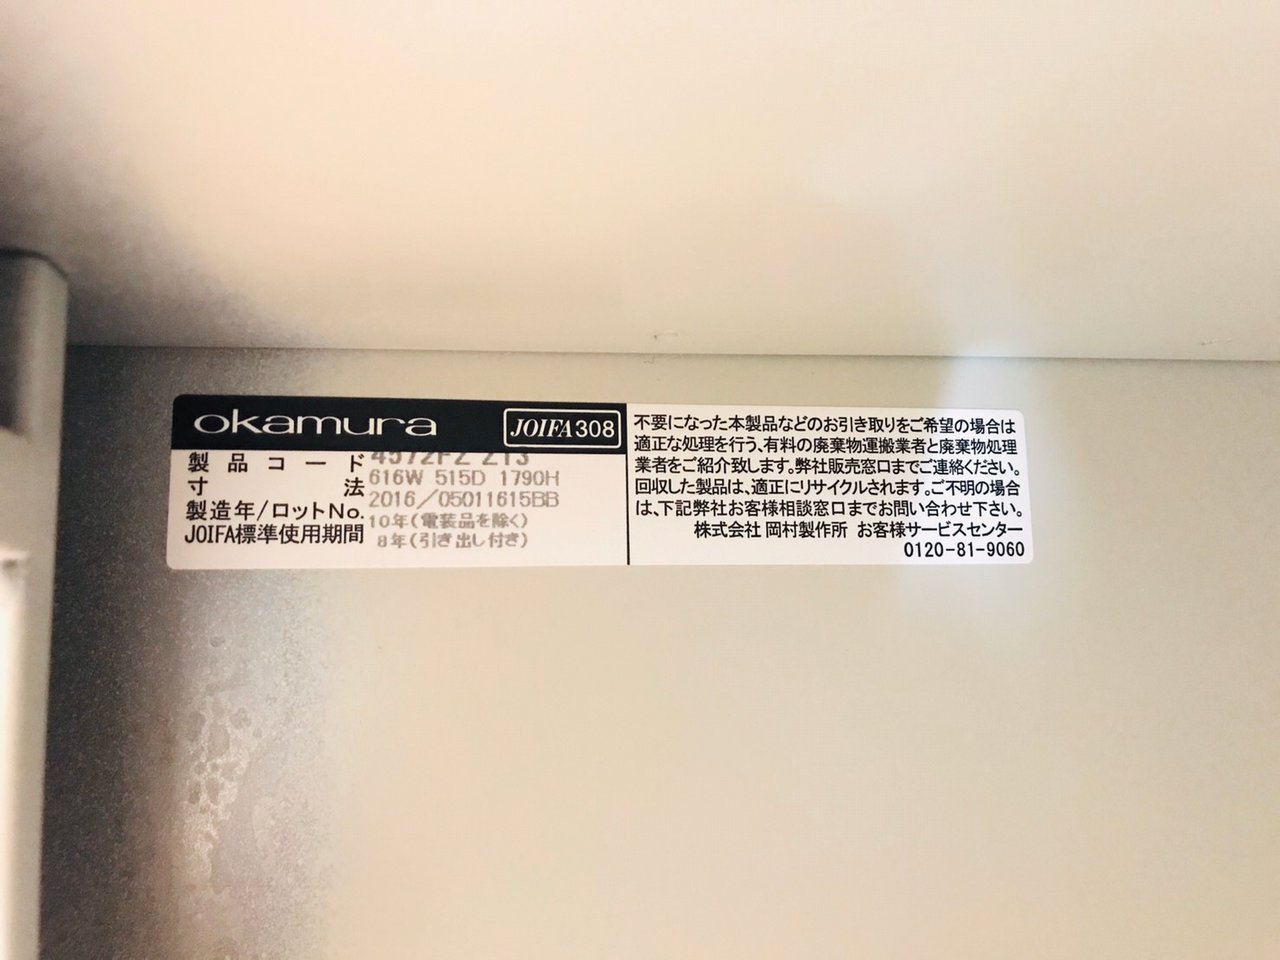 okamura JOIFA308
製品コード 4572FZ Z13
寸法 616W 515D 1790H
製造年/ロットNo. 2016/05011615BB
JOIFA標準使用期間 10年(電装品を除く)
8年(引き出し付き)
不要になった本製品などのお引き取りをご希望の場合は
適正な処理を行う、有料の廃棄物運搬業者と廃棄物処理
業者をご紹介致します。弊社販売窓口までご連絡ください。
回収した製品は、適正にリサイクルされます。ご不明の場合
は、下記弊社お客様相談窓口までお問い合わせ下さい。
株式会社 岡村製作所 お客様サービスセンター
0120-81-9060